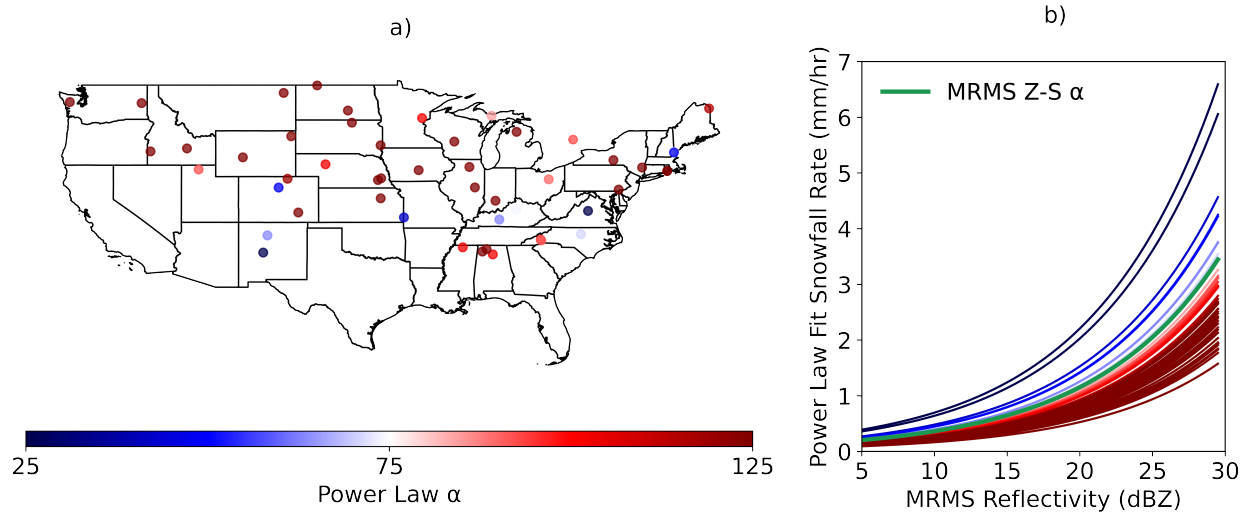 a)
25
75
125
Power Law α
b)
Power Law Fit Snowfall Rate (mm/hr)
7
6
5
4
3
2
1
0
MRMS Z-S α
5
10
15
20
25
30
MRMS Reflectivity (dBZ)